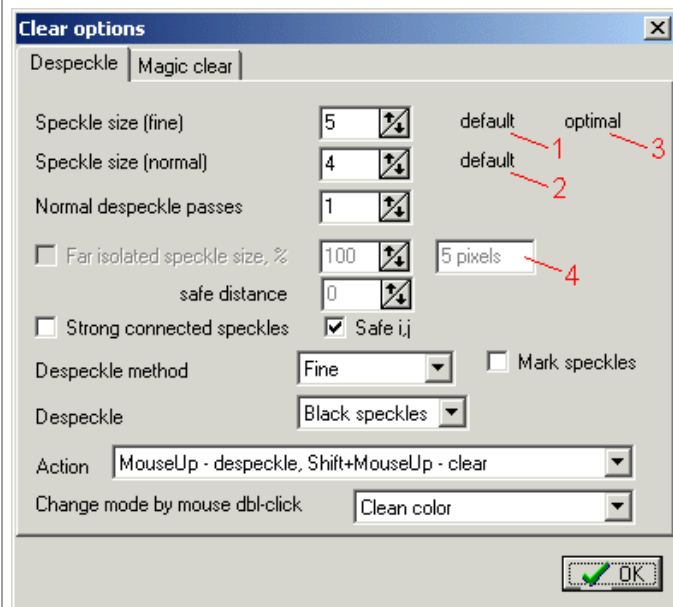 Clear options
Despeckle Magic clear
Speckle size (fine) 5 default optimal
1 3
Speckle size (normal) 4 default
2
Normal despeckle passes 1
Far isolated speckle size, % 100 5 pixels
4
safe distance 0
Strong connected speckles Safe i,j
Despeckle method Fine Mark speckles
Despeckle Black speckles
Action MouseUp - despeckle, Shift+MouseUp - clear
Change mode by mouse dbl-click Clean color
OK